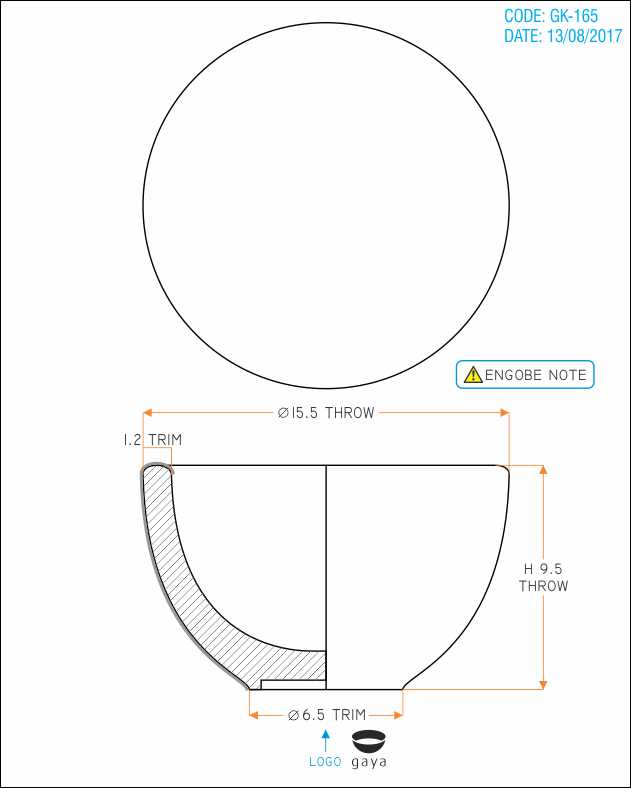 CODE: GK-165
DATE: 13/08/2017
ENGOBE NOTE
⌀15.5 THROW
1.2 TRIM
H 9.5
THROW
⌀6.5 TRIM
LOGO gaya